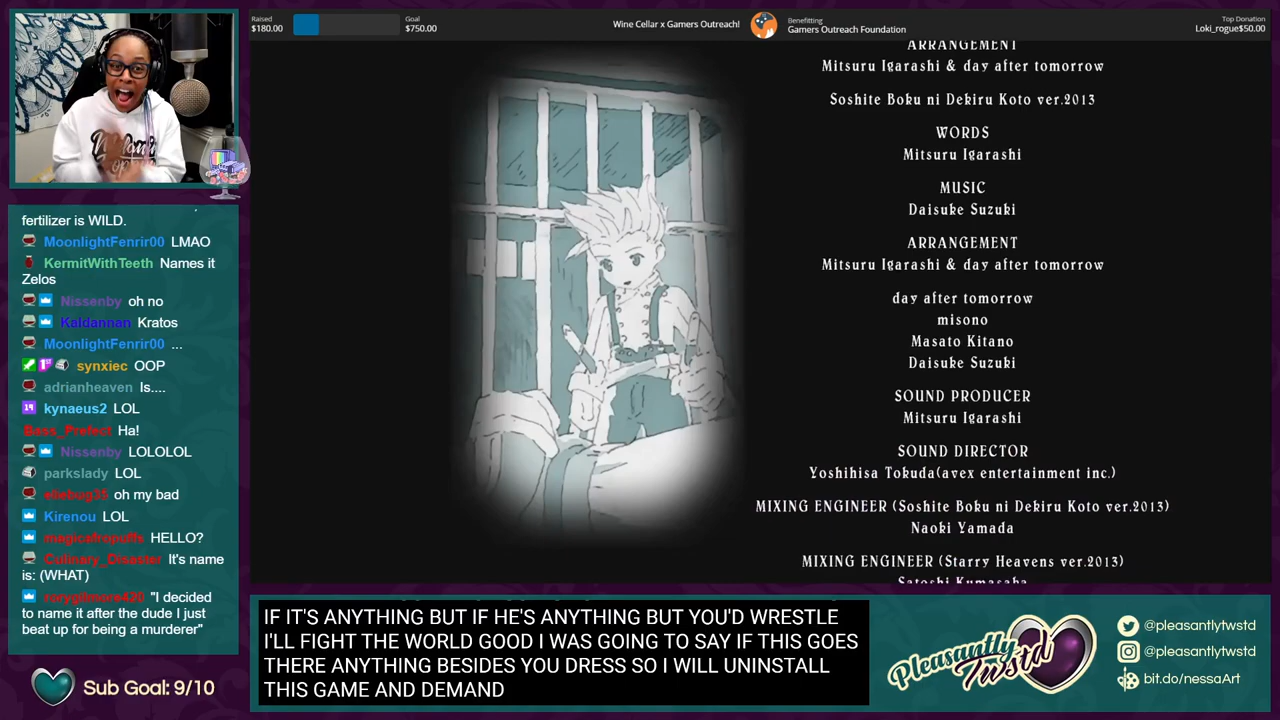 Raised
$180.00
Goal
$750.00
Wine Cellar x Gamers Outreach!
Benefitting
Gamers Outreach Foundation
Top Donation
Loki_rogue$50.00
fertilizer is WILD.
MoonlightFenrir00 LMAO
KermitWithTeeth Names it
Zelos
Nissenby oh no
Kaldannan Kratos
MoonlightFenrir00 ...
synxiec OOP
adrianheaven Is....
kynaeus2 LOL
Bass_Prefect Ha!
Nissenby LOLOLOL
parkslady LOL
eliebug35 oh my bad
Kirenou LOL
magicafrupuffs HELLO?
Culinary_Disaster It's name
is: (WHAT)
rorygilmore420 "I decided
to name it after the dude I just
beat up for being a murderer"
Sub Goal: 9/10
ARRANGEMENT
Mitsuru Igarashi & day after tomorrow
Soshite Boku ni Dekiru Koto ver.2013
WORDS
Mitsuru Igarashi
MUSIC
Daisuke Suzuki
ARRANGEMENT
Mitsuru Igarashi & day after tomorrow
day after tomorrow
misono
Masato Kitano
Daisuke Suzuki
SOUND PRODUCER
Mitsuru Igarashi
SOUND DIRECTOR
Yoshihisa Tokuda(avex entertainment inc.)
MIXING ENGINEER (Soshite Boku ni Dekiru Koto ver.2013)
Naoki Yamada
MIXING ENGINEER (Starry Heavens ver.2013)
Satoshi Kumasaka
IF IT'S ANYTHING BUT IF HE'S ANYTHING BUT YOU'D WRESTLE
I'LL FIGHT THE WORLD GOOD I WAS GOING TO SAY IF THIS GOES
THERE ANYTHING BESIDES YOU DRESS SO I WILL UNINSTALL
THIS GAME AND DEMAND
Pleasantly
Twstd
@pleasantlytwstd
@pleasantlytwstd
bit.do/nessaArt